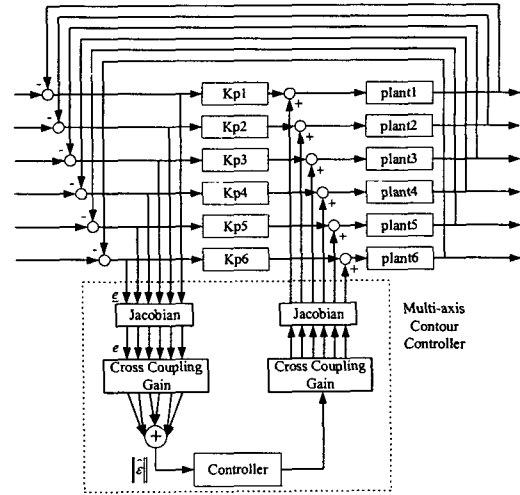 Kp1
plant1
Kp2
plant2
Kp3
plant3
Kp4
plant4
Kp5
plant5
Kp6
plant6
- - - - - -
+ + + + + +
e
Jacobian
Jacobian
Multi-axis
Contour
Controller
e
Cross Coupling
Gain
Cross Coupling
Gain
+
‖ε̂‖
Controller